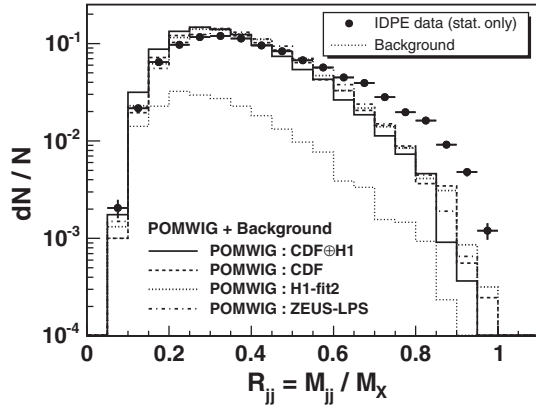 IDPE data (stat. only)
Background
dN / N
10⁻¹
10⁻²
10⁻³
10⁻⁴
POMWIG + Background
POMWIG : CDF⊕H1
POMWIG : CDF
POMWIG : H1-fit2
POMWIG : ZEUS-LPS
0 0.2 0.4 0.6 0.8 1
R_jj = M_jj / M_X